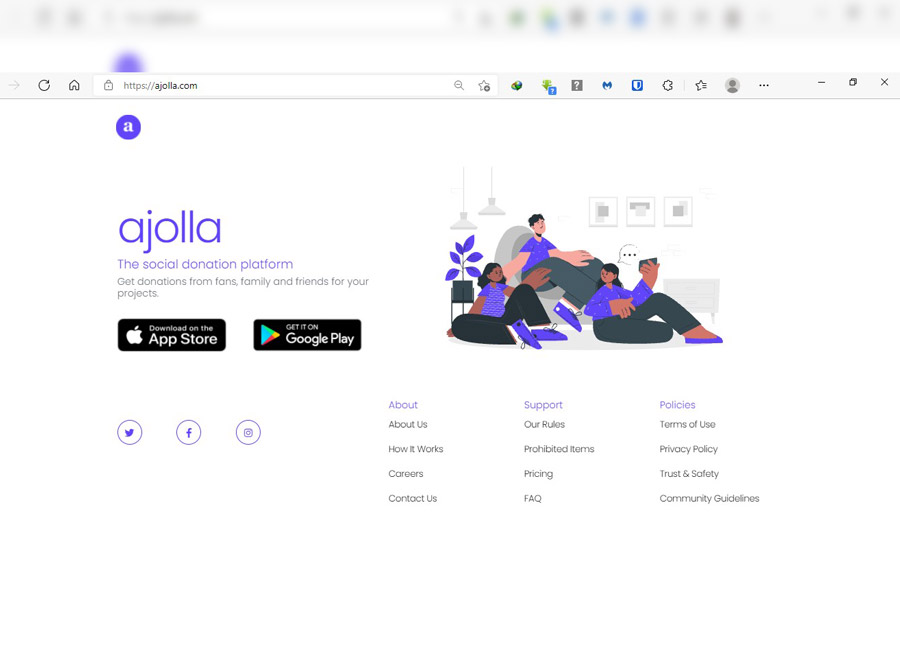 https://ajolla.com
a
ajolla
The social donation platform
Get donations from fans, family and friends for your
projects.
Download on the
App Store
GET IT ON
Google Play
About
About Us
How It Works
Careers
Contact Us
Support
Our Rules
Prohibited Items
Pricing
FAQ
Policies
Terms of Use
Privacy Policy
Trust & Safety
Community Guidelines